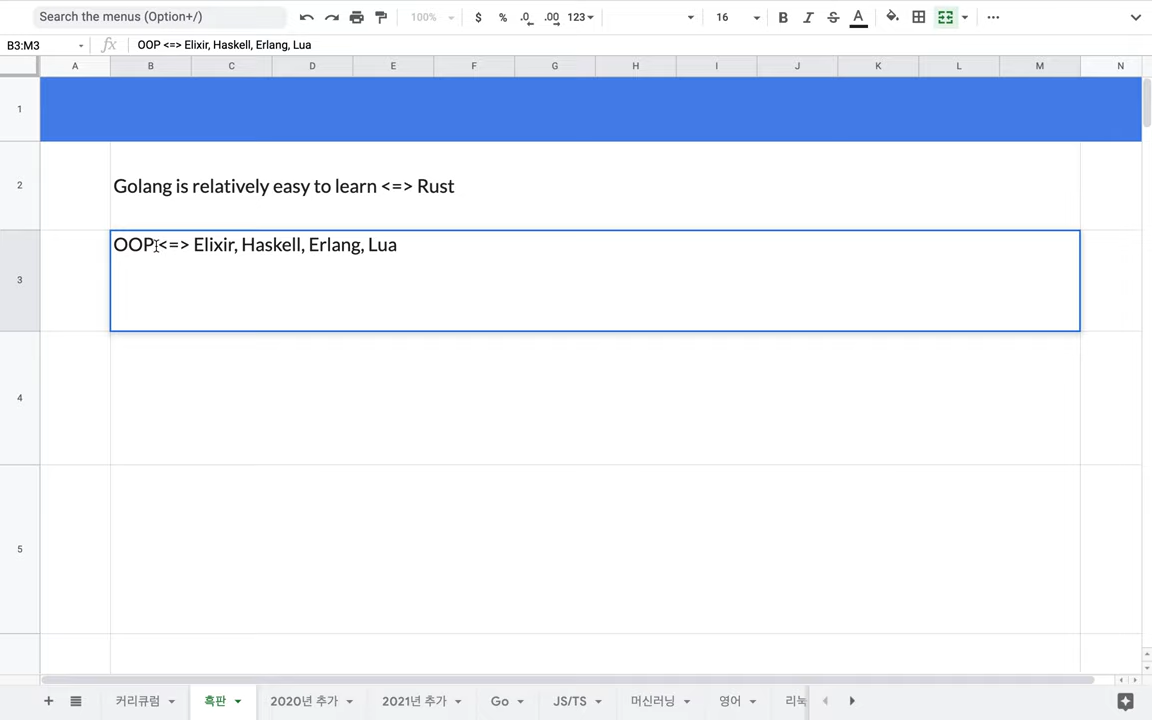 Search the menus (Option+/)
100% $ % .0 .00 123 16 B I S A
B3:M3 fx OOP <=> Elixir, Haskell, Erlang, Lua
A B C D E F G H I J K L M N
1
2 Golang is relatively easy to learn <=> Rust
3 OOP <=> Elixir, Haskell, Erlang, Lua
4
5
커리큘럼 흑판 2020년 추가 2021년 추가 Go JS/TS 머신러닝 영어 리눅